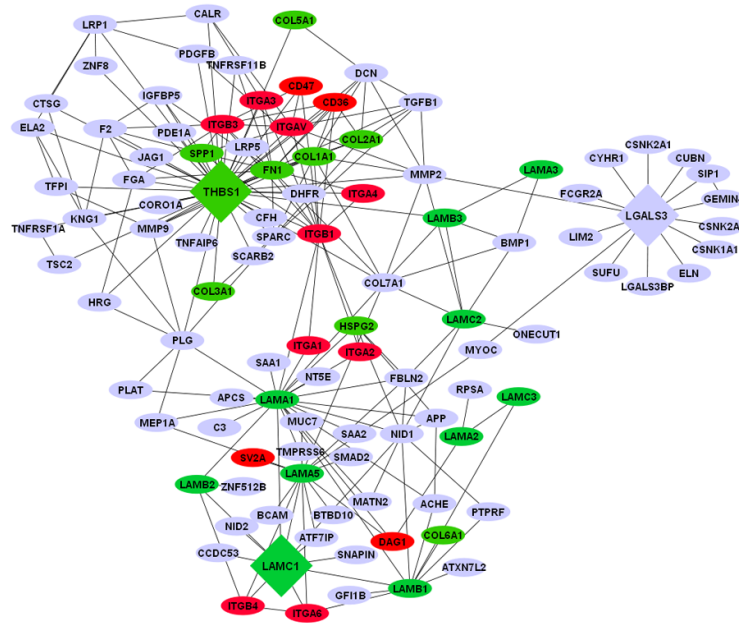 CALR
COL5A1
LRP1
PDGFB
ZNF8
TNFRSF11B
DCN
CD47
IGFBP5
ITGA3
CD36
TGFB1
CTSG
ELA2
F2
PDE1A
ITGB3
ITGAV
COL2A1
CSNK2A1
CYHR1
CUBN
JAG1
SPP1
LRP5
COL1A1
FN1
MMP2
LAMA3
SIP1
FGA
THBS1
DHFR
ITGA4
FCGR2A
GEMIN4
TFPI
CORO1A
LGALS3
KNG1
CFH
LAMB3
CSNK2A
TNFRSF1A
MMP9
TNFAIP6
SPARC
ITGB1
BMP1
LIM2
CSNK1A1
TSC2
SCARB2
SUFU
ELN
COL3A1
COL7A1
LGALS3BP
HRG
LAMC2
HSPG2
ONECUT1
PLG
ITGA1
ITGA2
MYOC
SAA1
NT5E
FBLN2
PLAT
APCS
LAMA1
RPSA
LAMC3
MEP1A
C3
MUC7
SAA2
NID1
APP
LAMA2
SV2A
TMPRSS6
SMAD2
LAMA5
LAMB2
ZNF512B
MATN2
ACHE
PTPRF
BCAM
BTBD10
NID2
ATF7IP
DAG1
COL6A1
CCDC53
SNAPIN
LAMC1
ATXN7L2
GFI1B
LAMB1
ITGB4
ITGA6